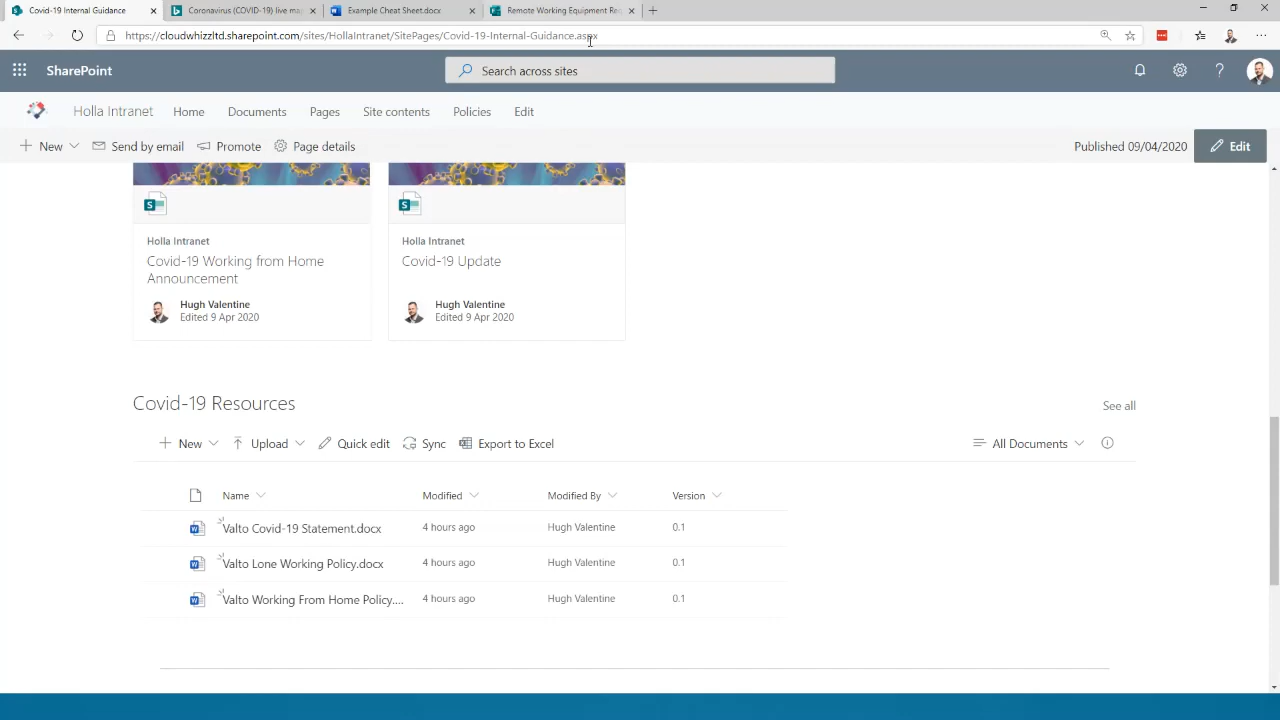 Covid-19 Internal Guidance
Coronavirus (COVID-19) live ma
Example Cheat Sheet.docx
Remote Working Equipment Re
https://cloudwhizzltd.sharepoint.com/sites/HollaIntranet/SitePages/Covid-19-Internal-Guidance.aspx
SharePoint
Search across sites
Holla Intranet Home Documents Pages Site contents Policies Edit
New Send by email Promote Page details Published 09/04/2020 Edit
Holla Intranet
Covid-19 Working from Home
Announcement
Hugh Valentine
Edited 9 Apr 2020
Holla Intranet
Covid-19 Update
Hugh Valentine
Edited 9 Apr 2020
Covid-19 Resources See all
New Upload Quick edit Sync Export to Excel All Documents
Name Modified Modified By Version
Valto Covid-19 Statement.docx 4 hours ago Hugh Valentine 0.1
Valto Lone Working Policy.docx 4 hours ago Hugh Valentine 0.1
Valto Working From Home Policy.... 4 hours ago Hugh Valentine 0.1